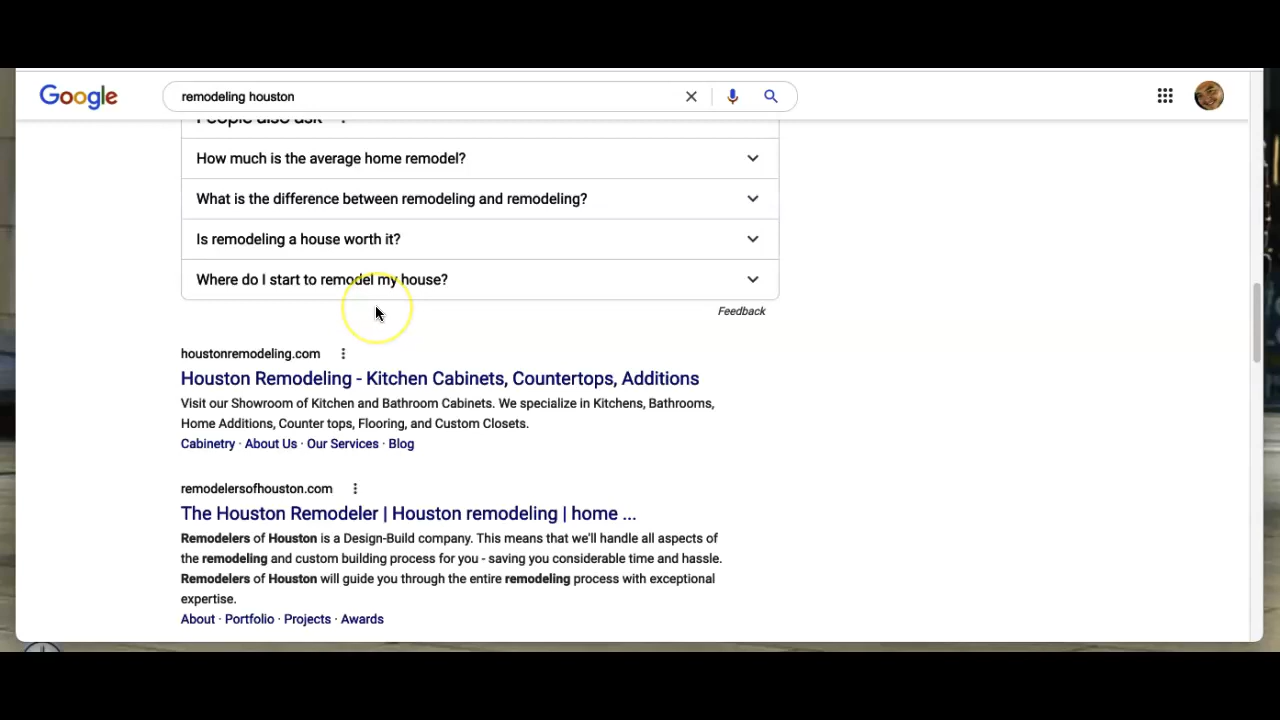 Google
remodeling houston
People also ask
How much is the average home remodel?
What is the difference between remodeling and remodeling?
Is remodeling a house worth it?
Where do I start to remodel my house?
Feedback
houstonremodeling.com
Houston Remodeling - Kitchen Cabinets, Countertops, Additions
Visit our Showroom of Kitchen and Bathroom Cabinets. We specialize in Kitchens, Bathrooms,
Home Additions, Counter tops, Flooring, and Custom Closets.
Cabinetry · About Us · Our Services · Blog
remodelersofhouston.com
The Houston Remodeler | Houston remodeling | home ...
Remodelers of Houston is a Design-Build company. This means that we'll handle all aspects of
the remodeling and custom building process for you - saving you considerable time and hassle.
Remodelers of Houston will guide you through the entire remodeling process with exceptional
expertise.
About · Portfolio · Projects · Awards